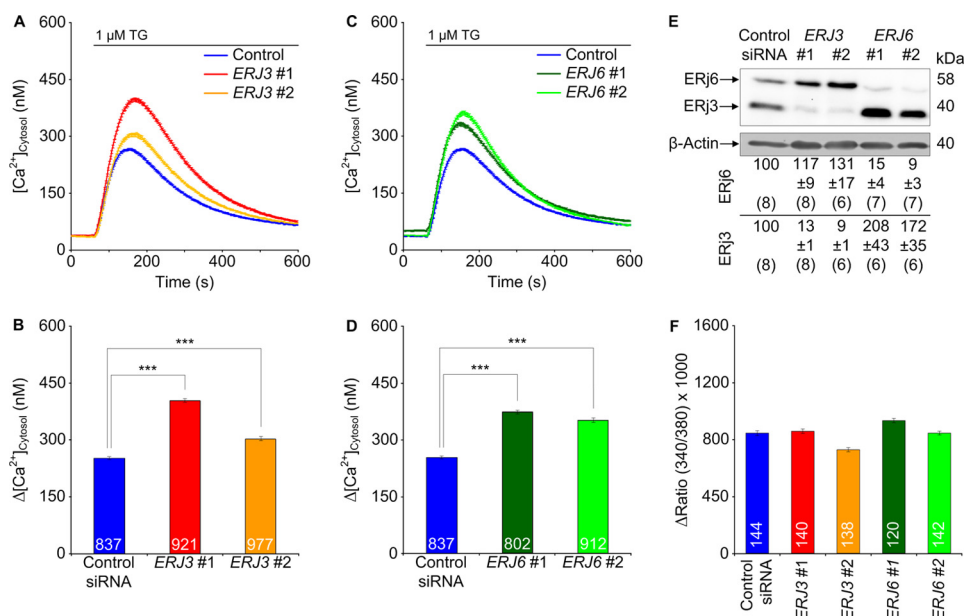 A
600
450
300
150
0
[Ca²⁺]Cytosol (nM)
1 µM TG
Control
ERJ3 #1
ERJ3 #2
0 200 400 600
Time (s)
C
600
450
300
150
0
[Ca²⁺]Cytosol (nM)
1 µM TG
Control
ERJ6 #1
ERJ6 #2
0 200 400 600
Time (s)
E
Control ERJ3 ERJ6
siRNA #1 #2 #1 #2 kDa
ERj6 58
ERj3 40
β-Actin 40
ERj6
100 117 131 15 9
±9 ±17 ±4 ±3
(8) (8) (6) (7) (7)
ERj3
100 13 9 208 172
±1 ±1 ±43 ±35
(8) (8) (6) (6) (6)
B
600
450
300
150
0
Δ[Ca²⁺]Cytosol (nM)
***
***
837 921 977
Control ERJ3 #1 ERJ3 #2
siRNA
D
600
450
300
150
0
Δ[Ca²⁺]Cytosol (nM)
***
***
837 802 912
Control ERJ6 #1 ERJ6 #2
siRNA
F
1600
1200
800
450
0
ΔRatio (340/380) x 1000
144 140 138 120 142
Control
siRNA
ERJ3 #1
ERJ3 #2
ERJ6 #1
ERJ6 #2